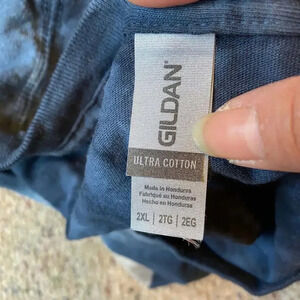 GILDAN
ULTRA COTTON
Made in Honduras
Fabriqué au Honduras
Hecho en Honduras
2XL | 2TG | 2EG